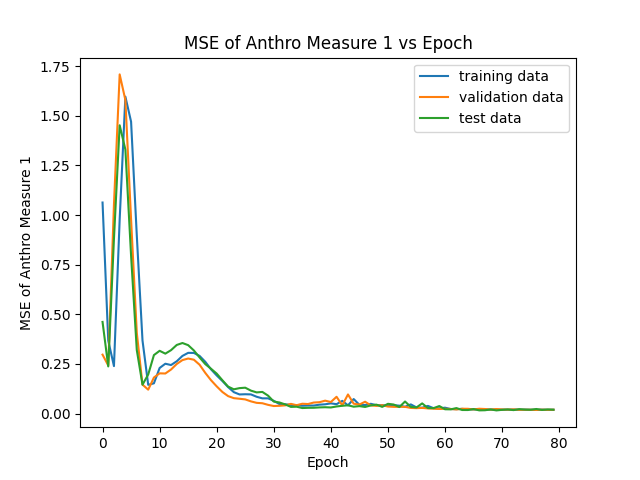 MSE of Anthro Measure 1 vs Epoch
training data
validation data
test data
MSE of Anthro Measure 1
1.75
1.50
1.25
1.00
0.75
0.50
0.25
0.00
0 10 20 30 40 50 60 70 80
Epoch